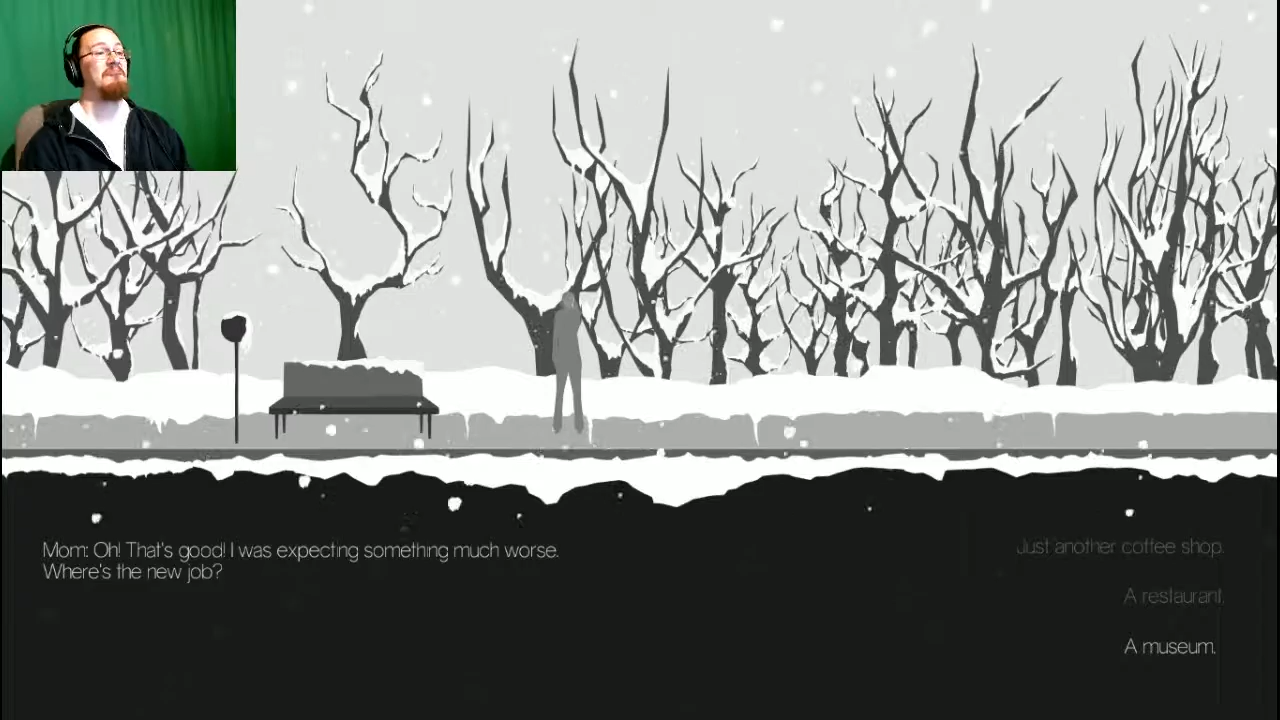 Mom: Oh! That's good! I was expecting something much worse.
Where's the new job?
Just another coffee shop.
A restaurant.
A museum.